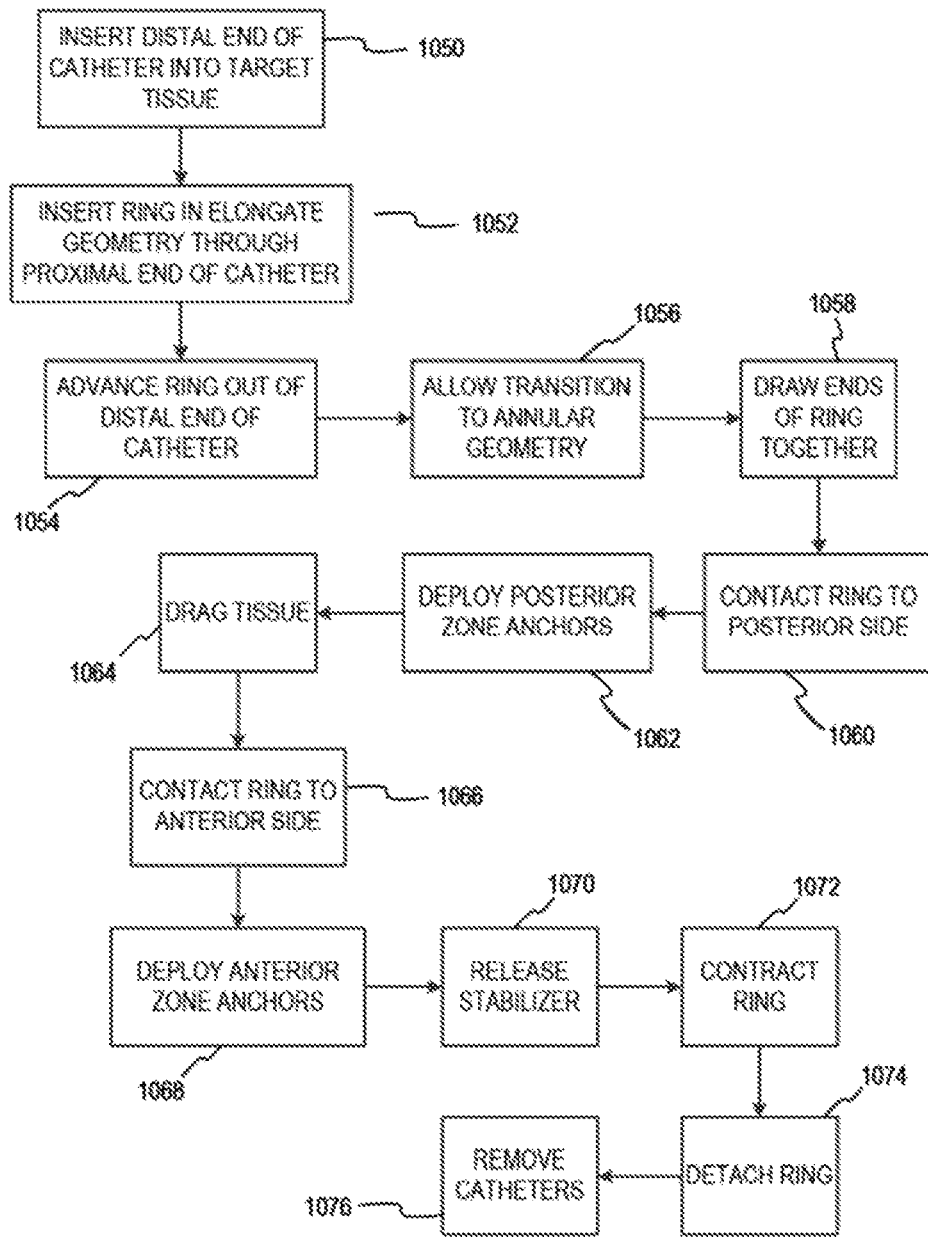 INSERT DISTAL END OF
CATHETER INTO TARGET
TISSUE
1050
INSERT RING IN ELONGATE
GEOMETRY THROUGH
PROXIMAL END OF CATHETER
1052
ADVANCE RING OUT OF
DISTAL END OF
CATHETER
1054
ALLOW TRANSITION
TO ANNULAR
GEOMETRY
1056
DRAW ENDS
OF RING
TOGETHER
1058
CONTACT RING TO
POSTERIOR SIDE
1060
DEPLOY POSTERIOR
ZONE ANCHORS
1062
DRAG TISSUE
1064
CONTACT RING TO
ANTERIOR SIDE
1066
DEPLOY ANTERIOR
ZONE ANCHORS
1068
RELEASE
STABILIZER
1070
CONTRACT
RING
1072
DETACH RING
1074
REMOVE
CATHETERS
1076